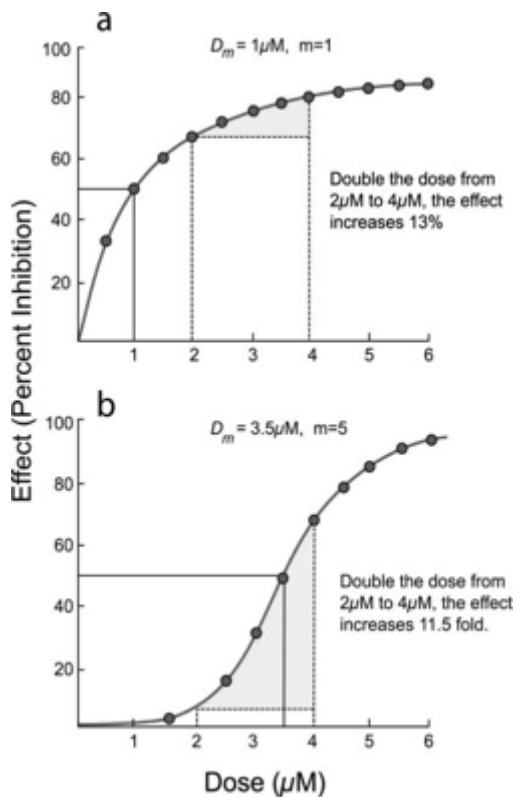 a
D_m = 1µM, m=1
100
80
60
40
20
Double the dose from
2µM to 4µM, the effect
increases 13%
1 2 3 4 5 6
Effect (Percent Inhibition)
b
D_m = 3.5µM, m=5
100
80
60
40
20
Double the dose from
2µM to 4µM, the effect
increases 11.5 fold.
1 2 3 4 5 6
Dose (µM)